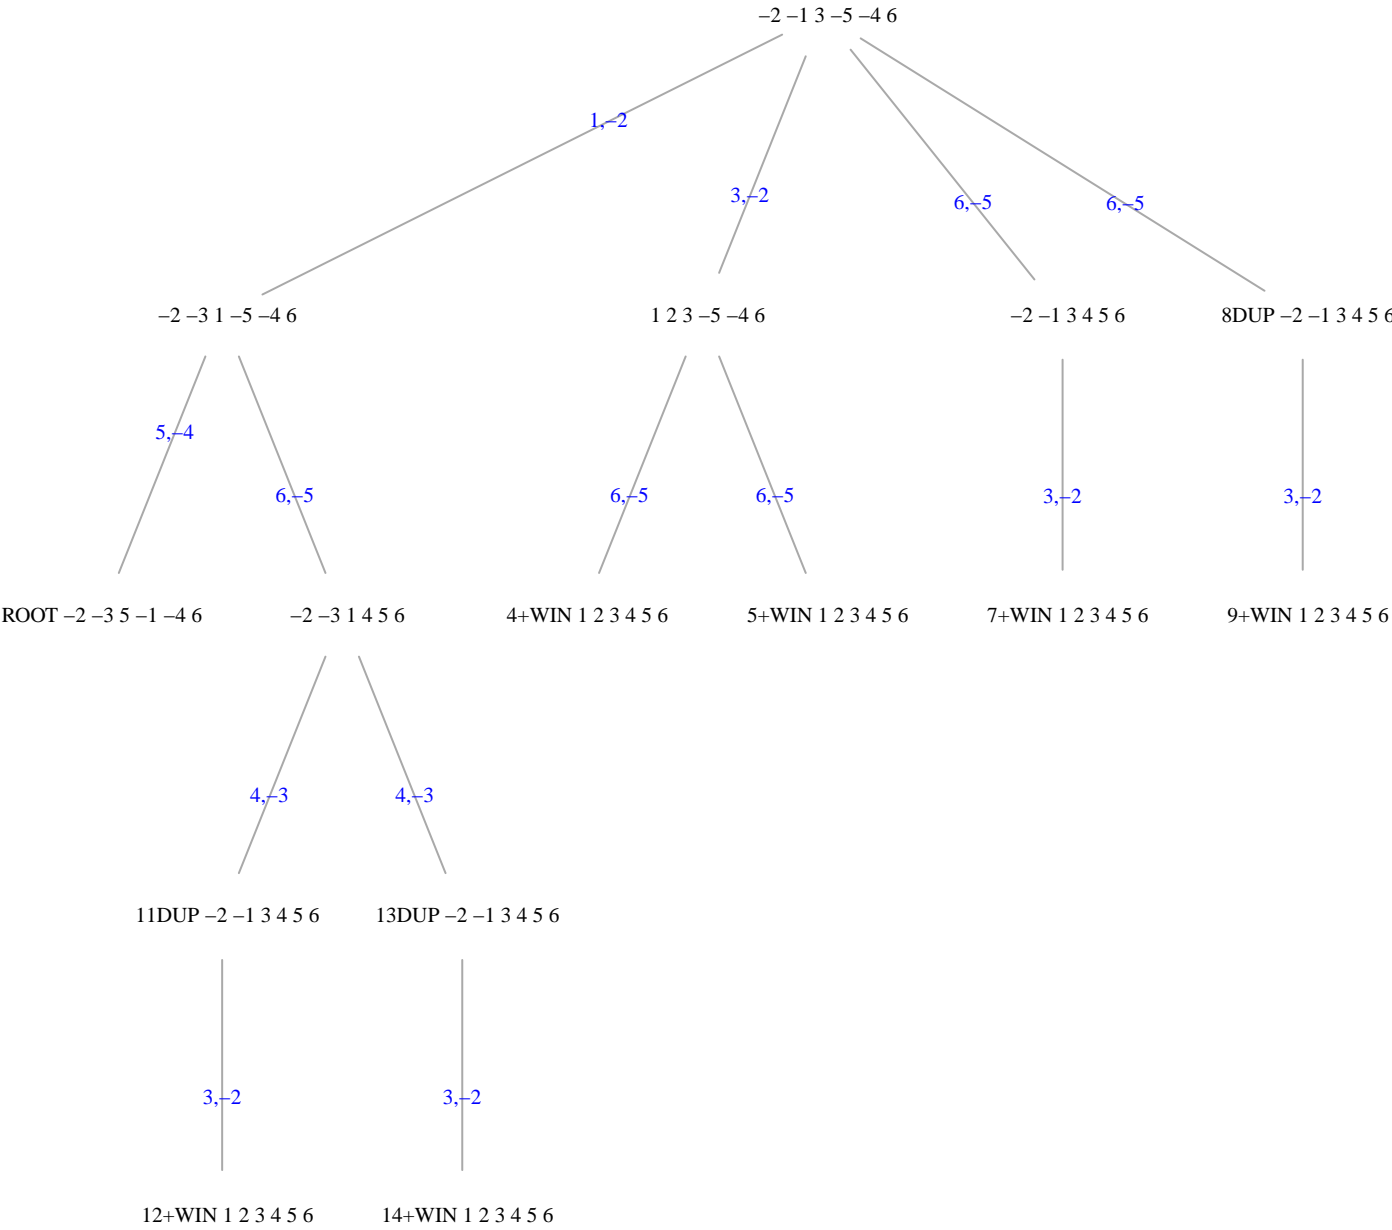 –2 –1 3 –5 –4 6
1,–2
3,–2
6,–5
6,–5
–2 –3 1 –5 –4 6
1 2 3 –5 –4 6
–2 –1 3 4 5 6
8DUP –2 –1 3 4 5 6
5,–4
6,–5
6,–5
6,–5
3,–2
3,–2
ROOT –2 –3 5 –1 –4 6
–2 –3 1 4 5 6
4+WIN 1 2 3 4 5 6
5+WIN 1 2 3 4 5 6
7+WIN 1 2 3 4 5 6
9+WIN 1 2 3 4 5 6
4,–3
4,–3
11DUP –2 –1 3 4 5 6
13DUP –2 –1 3 4 5 6
3,–2
3,–2
12+WIN 1 2 3 4 5 6
14+WIN 1 2 3 4 5 6